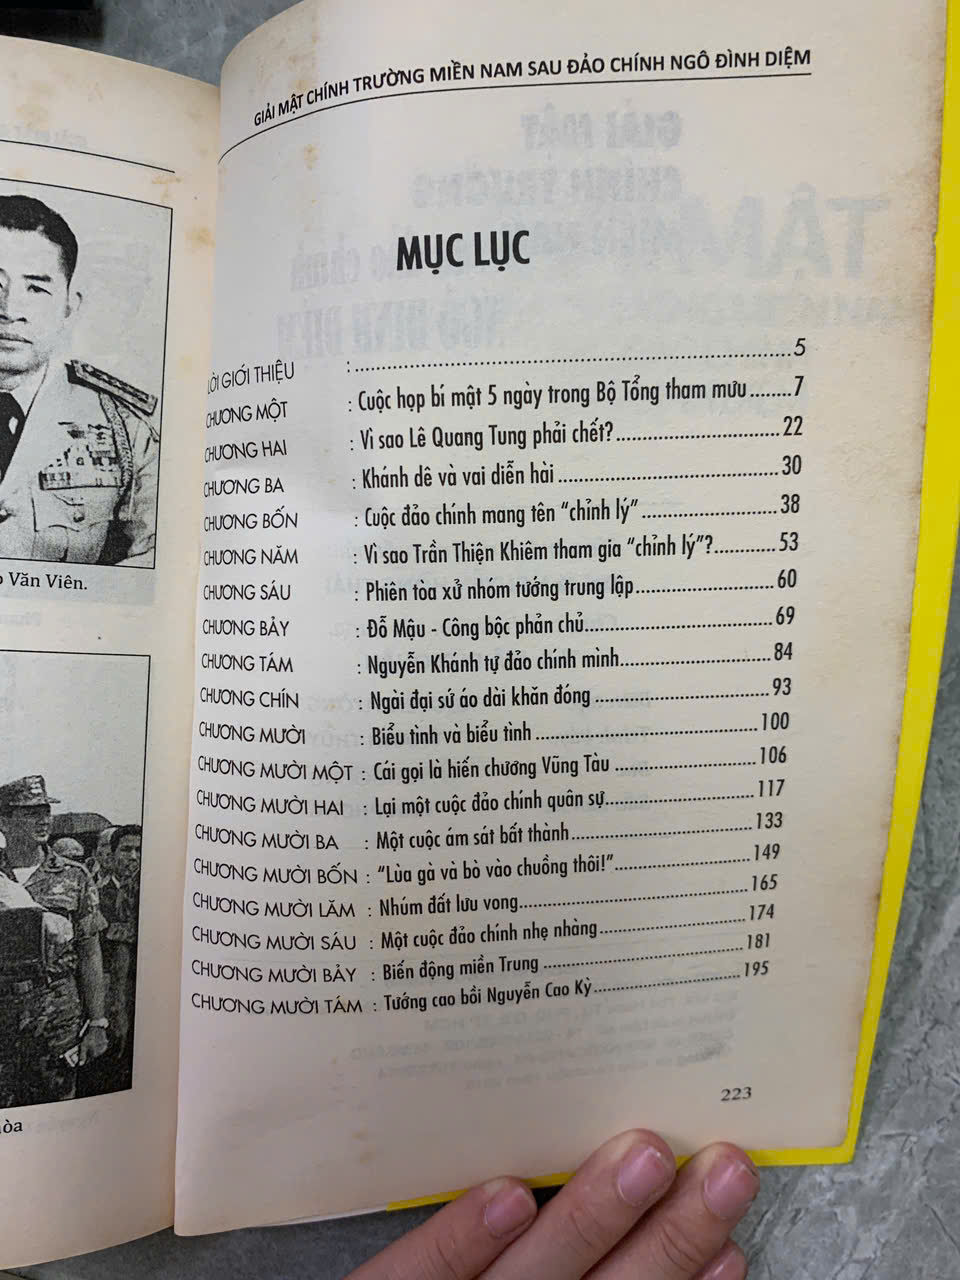 GIẢI MẬT CHÍNH TRƯỜNG MIỀN NAM SAU ĐẢO CHÍNH NGÔ ĐÌNH DIỆM
MỤC LỤC
LỜI GIỚI THIỆU : ..........5
CHƯƠNG MỘT : Cuộc họp bí mật 5 ngày trong Bộ Tổng tham mưu ........7
CHƯƠNG HAI : Vì sao Lê Quang Tung phải chết?..........22
CHƯƠNG BA : Khánh dê và vai diễn hài..........30
CHƯƠNG BỐN : Cuộc đảo chính mang tên “chỉnh lý”..........38
CHƯƠNG NĂM : Vì sao Trần Thiện Khiêm tham gia “chỉnh lý”?..........53
CHƯƠNG SÁU : Phiên tòa xử nhóm tướng trung lập..........60
CHƯƠNG BẢY : Đỗ Mậu - Công bộc phản chủ..........69
CHƯƠNG TÁM : Nguyễn Khánh tự đảo chính mình..........84
CHƯƠNG CHÍN : Ngài đại sứ áo dài khăn đóng..........93
CHƯƠNG MƯỜI : Biểu tình và biểu tình..........100
CHƯƠNG MƯỜI MỘT : Cái gọi là hiến chương Vũng Tàu..........106
CHƯƠNG MƯỜI HAI : Lại một cuộc đảo chính quân sự..........117
CHƯƠNG MƯỜI BA : Một cuộc ám sát bất thành..........133
CHƯƠNG MƯỜI BỐN : “Lùa gà và bò vào chuồng thôi!”..........149
CHƯƠNG MƯỜI LĂM : Nhúm đất lưu vong..........165
CHƯƠNG MƯỜI SÁU : Một cuộc đảo chính nhẹ nhàng..........174
CHƯƠNG MƯỜI BẢY : Biến động miền Trung..........181
CHƯƠNG MƯỜI TÁM : Tướng cao bồi Nguyễn Cao Kỳ..........195
223
Văn Viên.